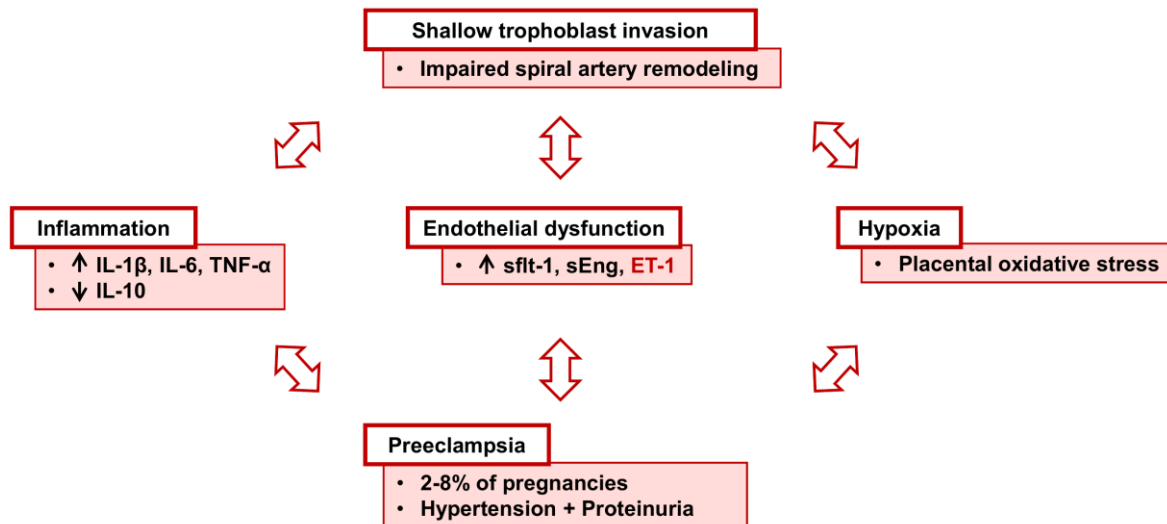 Shallow trophoblast invasion
• Impaired spiral artery remodeling
Inflammation
• ↑ IL-1β, IL-6, TNF-α
• ↓ IL-10
Endothelial dysfunction
• ↑ sflt-1, sEng, ET-1
Hypoxia
• Placental oxidative stress
Preeclampsia
• 2-8% of pregnancies
• Hypertension + Proteinuria